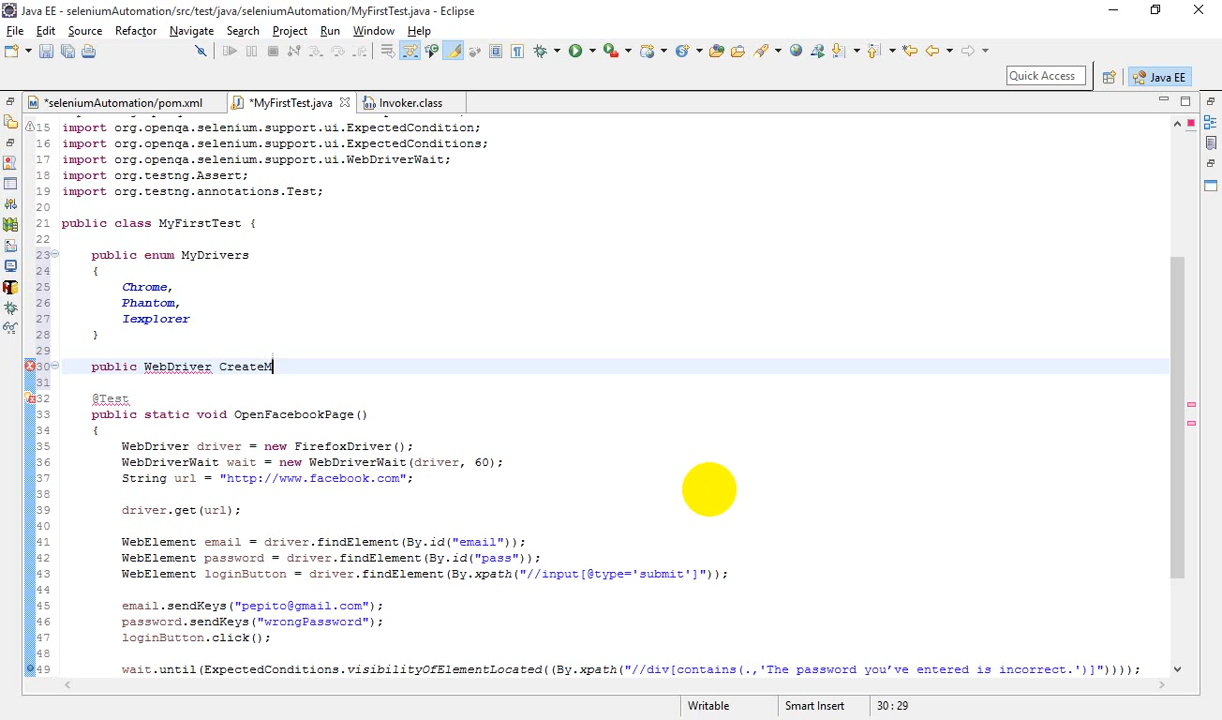 Java EE - seleniumAutomation/src/test/java/seleniumAutomation/MyFirstTest.java - Eclipse
File Edit Source Refactor Navigate Search Project Run Window Help
Quick Access Java EE
*seleniumAutomation/pom.xml *MyFirstTest.java Invoker.class
15 import org.openqa.selenium.support.ui.ExpectedCondition;
16 import org.openqa.selenium.support.ui.ExpectedConditions;
17 import org.openqa.selenium.support.ui.WebDriverWait;
18 import org.testng.Assert;
19 import org.testng.annotations.Test;
20
21 public class MyFirstTest {
22
23 public enum MyDrivers
24 {
25 Chrome,
26 Phantom,
27 Iexplorer
28 }
29
30 public WebDriver CreateM
31
32 @Test
33 public static void OpenFacebookPage()
34 {
35 WebDriver driver = new FirefoxDriver();
36 WebDriverWait wait = new WebDriverWait(driver, 60);
37 String url = "http://www.facebook.com";
38
39 driver.get(url);
40
41 WebElement email = driver.findElement(By.id("email"));
42 WebElement password = driver.findElement(By.id("pass");
43 WebElement loginButton = driver.findElement(By.xpath("//input[@type='submit']"));
44
45 email.sendKeys("pepito@gmail.com");
46 password.sendKeys("wrongPassword");
47 loginButton.click();
48
49 wait.until(ExpectedConditions.visibilityOfElementLocated((By.xpath("//div[contains(.,'The password you've entered is incorrect.')]"))));
Writable Smart Insert 30 : 29